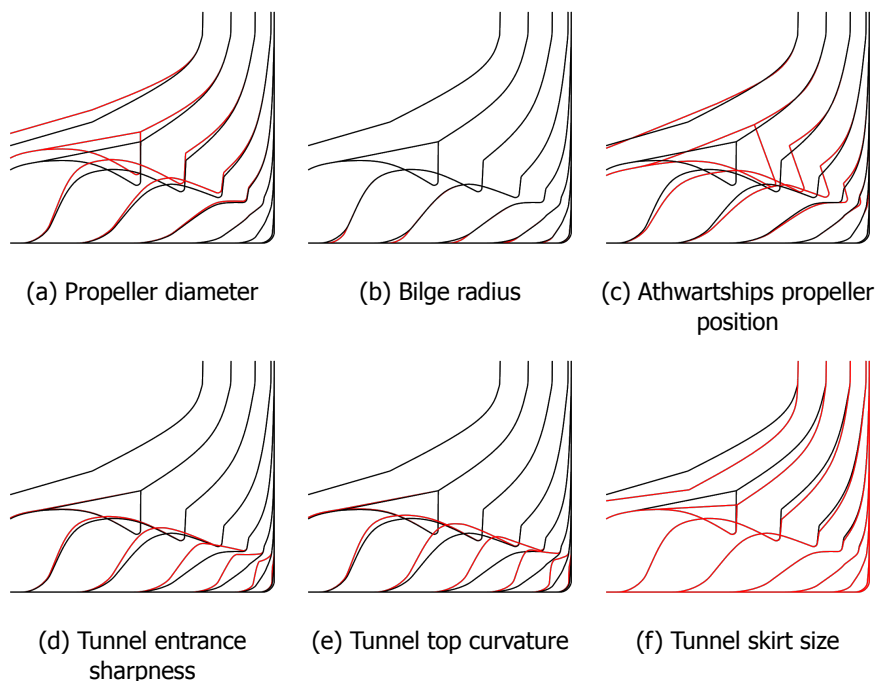 (a) Propeller diameter
(b) Bilge radius
(c) Athwartships propeller
position
(d) Tunnel entrance
sharpness
(e) Tunnel top curvature
(f) Tunnel skirt size